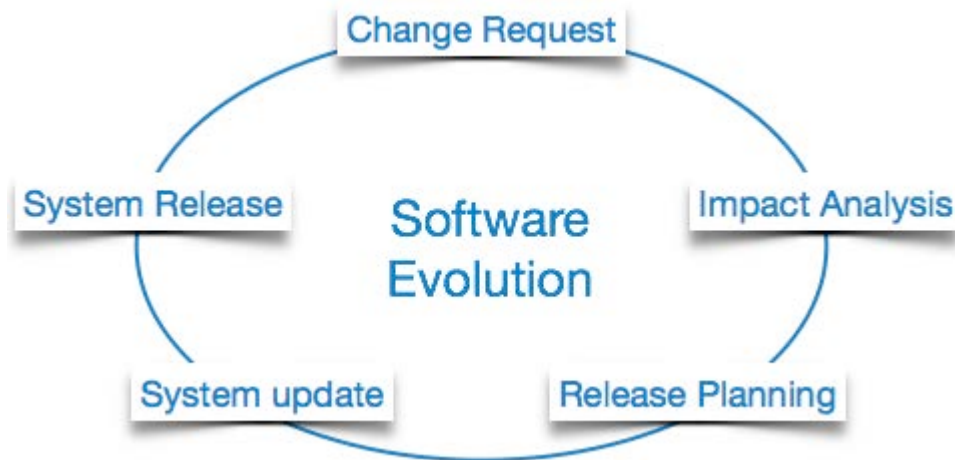 Change Request
System Release
Impact Analysis
Software
Evolution
System update
Release Planning